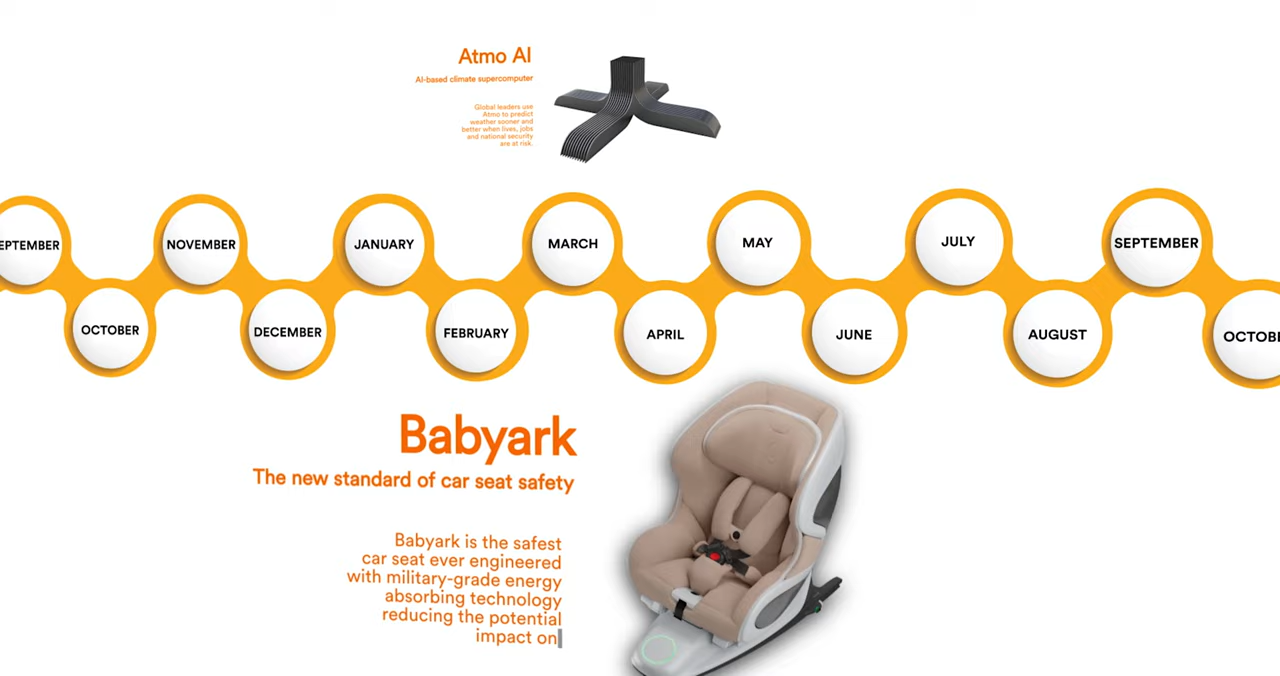 Atmo AI
AI-based climate supercomputer
Global leaders use
Atmo to predict
weather sooner and
better when lives, jobs
and national security
are at risk.
EPTEMBER
NOVEMBER
JANUARY
MARCH
MAY
JULY
SEPTEMBER
OCTOBER
DECEMBER
FEBRUARY
APRIL
JUNE
AUGUST
OCTOB
Babyark
The new standard of car seat safety
Babyark is the safest
car seat ever engineered
with military-grade energy
absorbing technology
reducing the potential
impact on